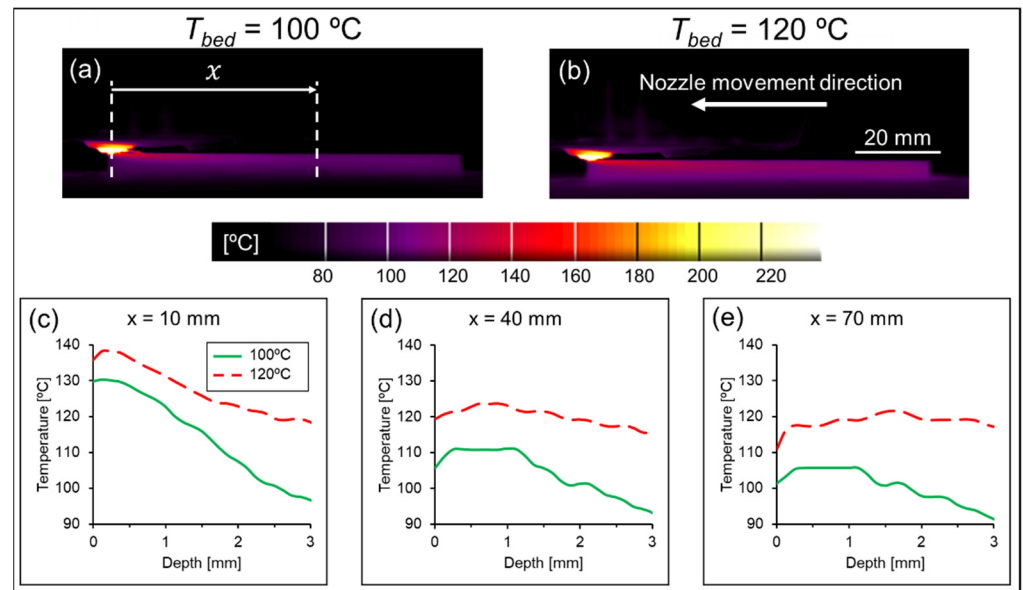 T_bed = 100 ºC
T_bed = 120 ºC
(a)
x
(b)
Nozzle movement direction
20 mm
[ºC]
80 100 120 140 160 180 200 220
(c)
x = 10 mm
100ºC
120ºC
Temperature [ºC]
140
130
120
110
100
90
0 1 2 3
Depth [mm]
(d)
x = 40 mm
Temperature [ºC]
140
130
120
110
100
90
0 1 2 3
Depth [mm]
(e)
x = 70 mm
Temperature [ºC]
140
130
120
110
100
90
0 1 2 3
Depth [mm]